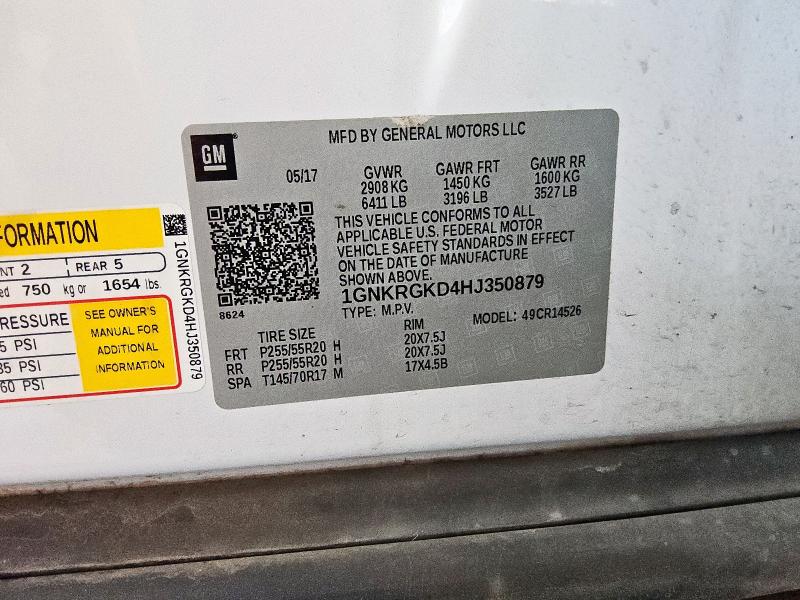 MFD BY GENERAL MOTORS LLC
GM
05/17
GVWR GAWR FRT GAWR RR
2908 KG 1450 KG 1600 KG
6411 LB 3196 LB 3527 LB
THIS VEHICLE CONFORMS TO ALL
APPLICABLE U.S. FEDERAL MOTOR
VEHICLE SAFETY STANDARDS IN EFFECT
ON THE DATE OF MANUFACTURE
SHOWN ABOVE.
1GNKRGKD4HJ350879
TYPE: M.P.V. MODEL: 49CR14526
8624
TIRE SIZE RIM
FRT P255/55R20 H 20X7.5J
RR P255/55R20 H 20X7.5J
SPA T145/70R17 M 17X4.5B
FORMATION
NT 2 REAR 5
ed 750 kg or 1654 lbs.
PRESSURE
5 PSI
35 PSI
60 PSI
SEE OWNER'S
MANUAL FOR
ADDITIONAL
INFORMATION
1GNKRGKD4HJ350879